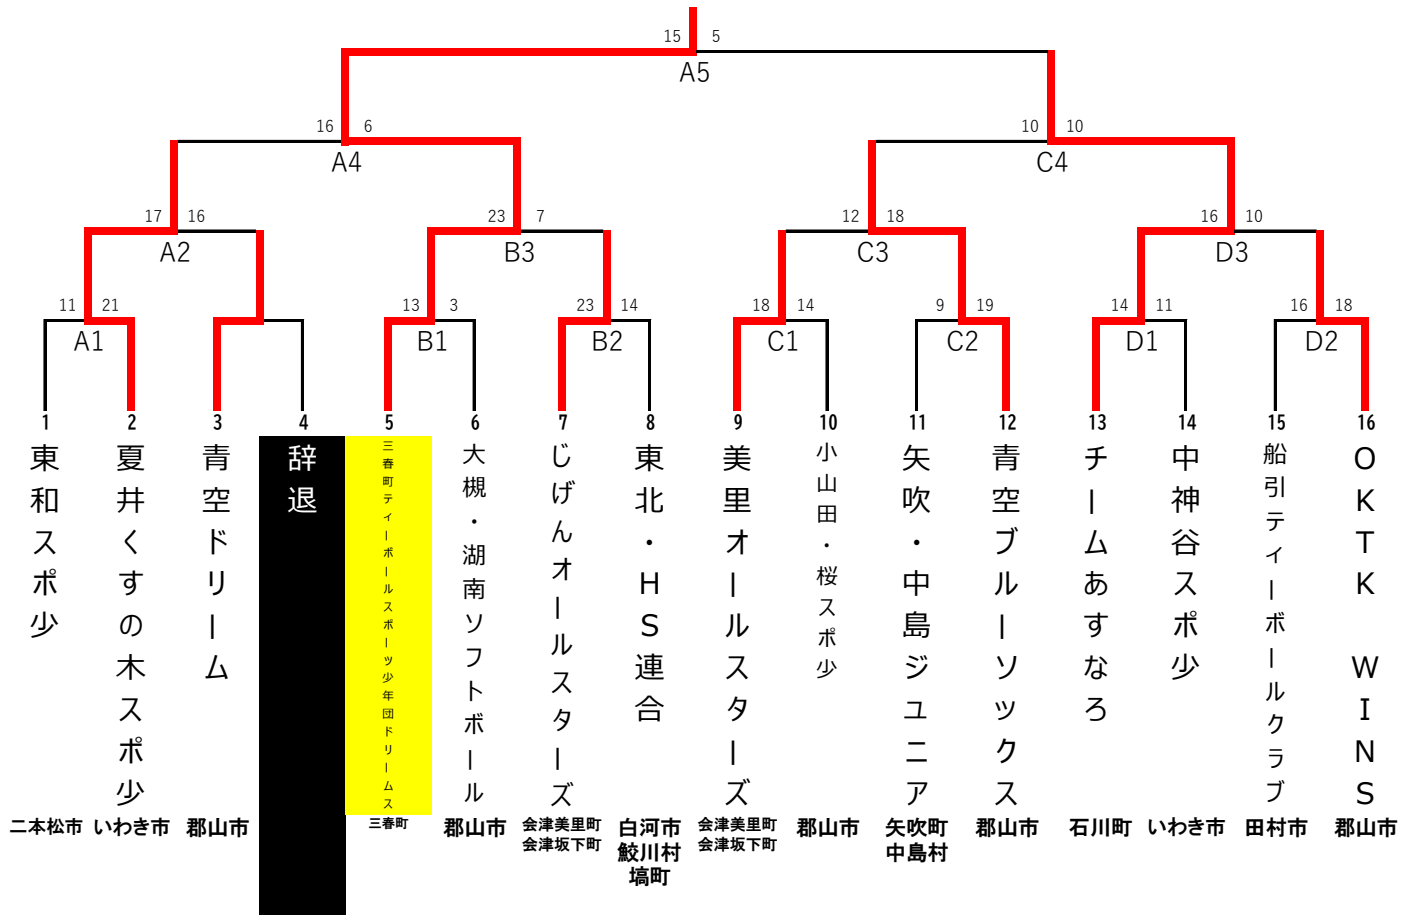 15 5
A5
16 6 10 10
A4 C4
17 16 23 7 12 18 16 10
A2 B3 C3 D3
11 21 13 3 23 14 18 14 9 19 14 11 16 18
A1 B1 B2 C1 C2 D1 D2
1 2 3 4 5 6 7 8 9 10 11 12 13 14 15 16
東和スポ少
夏井くすの木スポ少
青空ドリーム
辞退
三春町ティーボールスポーツ少年団ドリームス
大槻・湖南ソフトボール
じげんオールスターズ
東北・HS連合
美里オールスターズ
小山田・桜スポ少
矢吹・中島ジュニア
青空ブルーソックス
チームあすなろ
中神谷スポ少
船引ティーボールクラブ
OKTK WINS
二本松市 いわき市 郡山市 三春町 郡山市 会津美里町 白河市 会津美里町 郡山市 矢吹町 郡山市 石川町 いわき市 田村市 郡山市
会津坂下町 鮫川村 会津坂下町 中島村
塙町